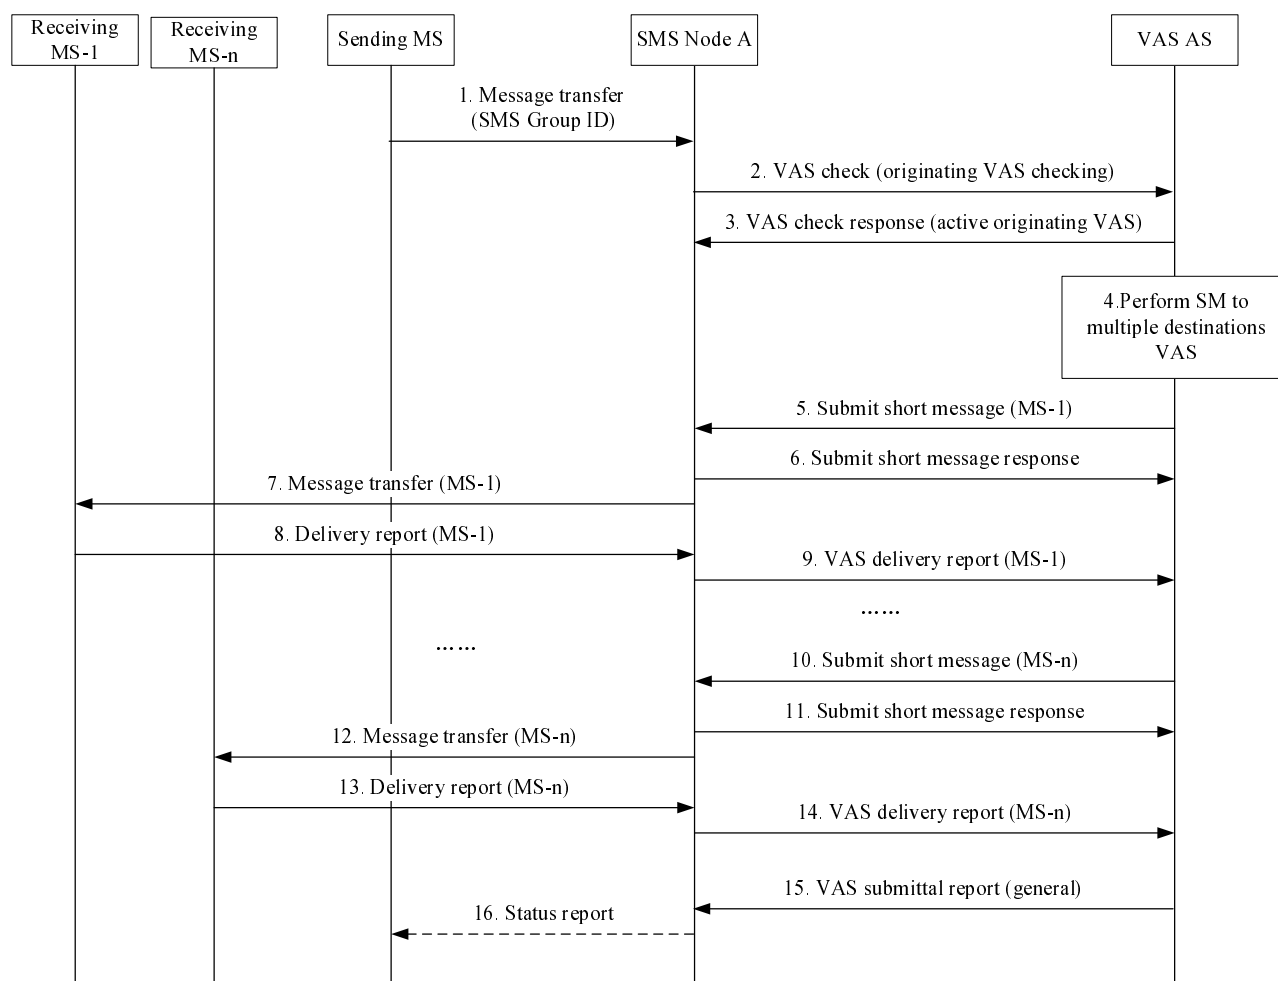 Receiving
MS-1
Receiving
MS-n
Sending MS
SMS Node A
VAS AS
1. Message transfer
(SMS Group ID)
2. VAS check (originating VAS checking)
3. VAS check response (active originating VAS)
4.Perform SM to
multiple destinations
VAS
5. Submit short message (MS-1)
6. Submit short message response
7. Message transfer (MS-1)
8. Delivery report (MS-1)
9. VAS delivery report (MS-1)
……
……
10. Submit short message (MS-n)
11. Submit short message response
12. Message transfer (MS-n)
13. Delivery report (MS-n)
14. VAS delivery report (MS-n)
15. VAS submittal report (general)
16. Status report